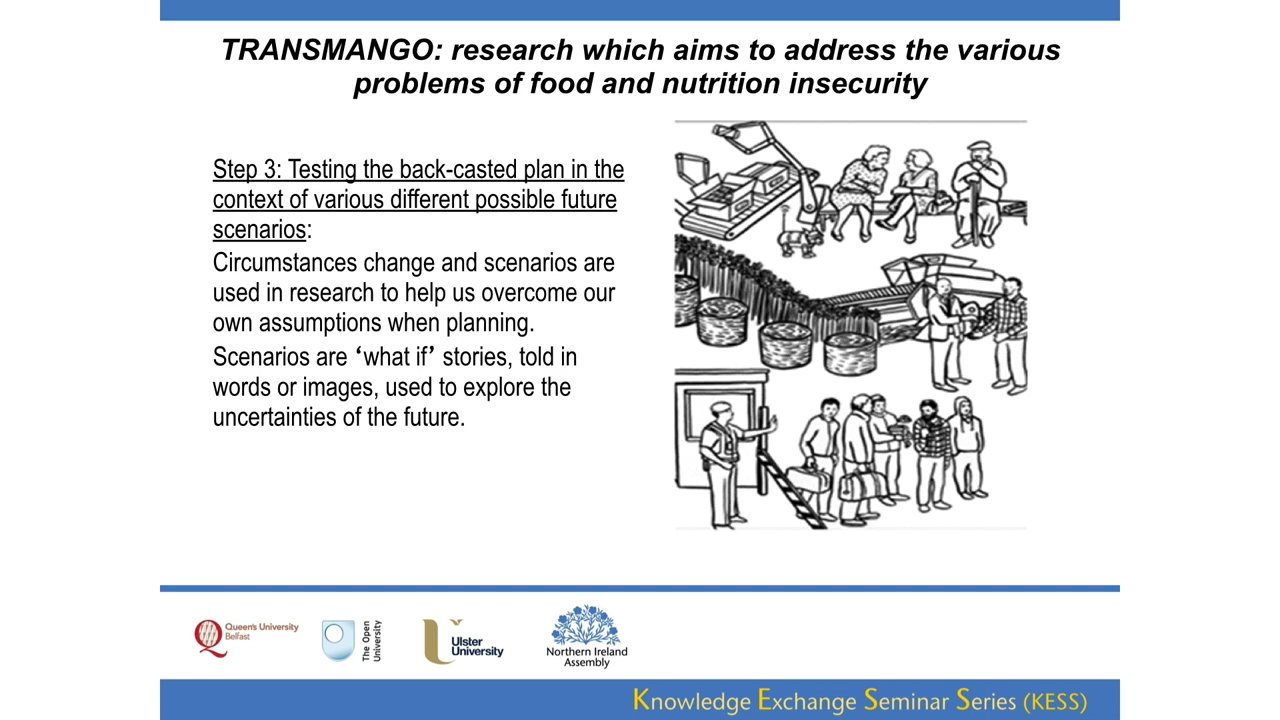 TRANSMANGO: research which aims to address the various
problems of food and nutrition insecurity
Step 3: Testing the back-casted plan in the
context of various different possible future
scenarios:
Circumstances change and scenarios are
used in research to help us overcome our
own assumptions when planning.
Scenarios are ‘what if’ stories, told in
words or images, used to explore the
uncertainties of the future.
Queen's University
Belfast
The Open
University
Ulster
University
Northern Ireland
Assembly
Knowledge Exchange Seminar Series (KESS)